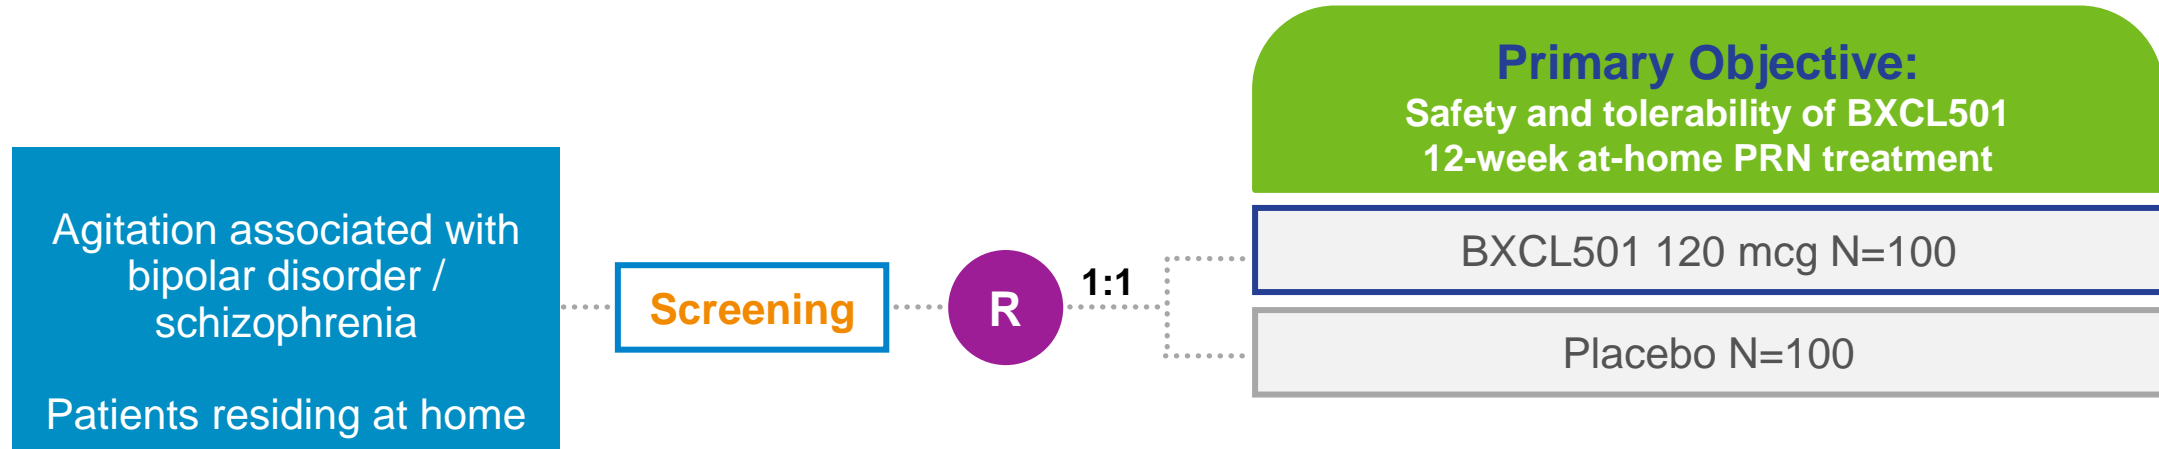 Agitation associated with
bipolar disorder /
schizophrenia
Patients residing at home
Screening
R
1:1
Primary Objective:
Safety and tolerability of BXCL501
12-week at-home PRN treatment
BXCL501 120 mcg N=100
Placebo N=100